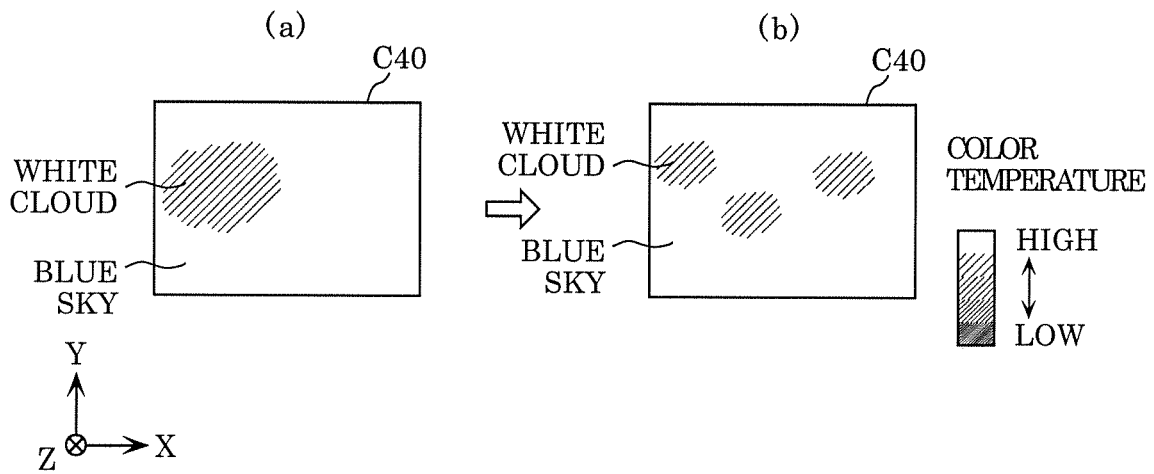 (a)
C40
WHITE
CLOUD
BLUE
SKY
(b)
C40
WHITE
CLOUD
BLUE
SKY
COLOR
TEMPERATURE
HIGH
LOW
Y
Z
X